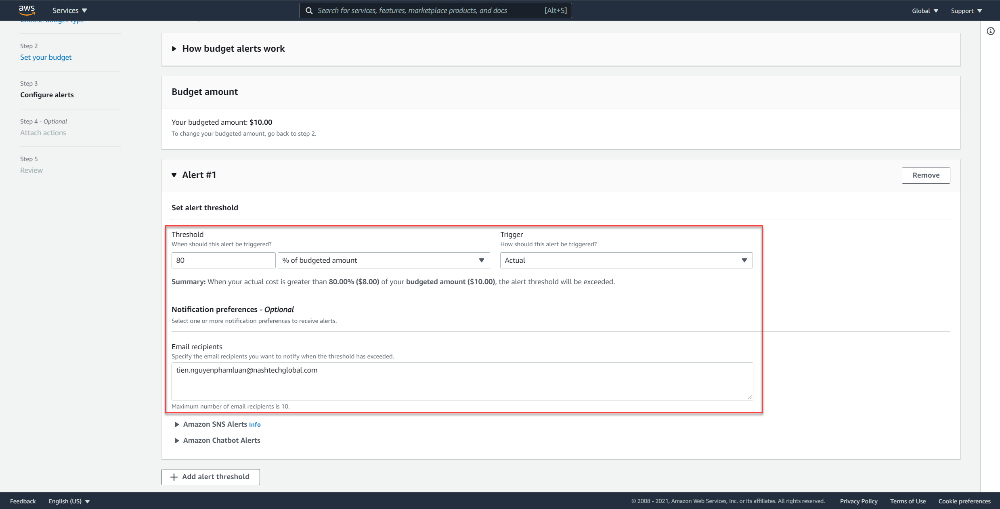 aws
Services
Search for services, features, marketplace products, and docs [Alt+S]
Global
Support
Choose budget type
Step 2
Set your budget
Step 3
Configure alerts
Step 4 - Optional
Attach actions
Step 5
Review
How budget alerts work
Budget amount
Your budgeted amount: $10.00
To change your budgeted amount, go back to step 2.
Alert #1
Remove
Set alert threshold
Threshold
When should this alert be triggered?
80
% of budgeted amount
Trigger
How should this alert be triggered?
Actual
Summary: When your actual cost is greater than 80.00% ($8.00) of your budgeted amount ($10.00), the alert threshold will be exceeded.
Notification preferences - Optional
Select one or more notification preferences to receive alerts.
Email recipients
Specify the email recipients you want to notify when the threshold has exceeded.
tien.nguyenphamluan@nashtechglobal.com
Maximum number of email recipients is 10.
Amazon SNS Alerts Info
Amazon Chatbot Alerts
Add alert threshold
Feedback
English (US)
© 2008 - 2021, Amazon Web Services, Inc. or its affiliates. All rights reserved.
Privacy Policy
Terms of Use
Cookie preferences